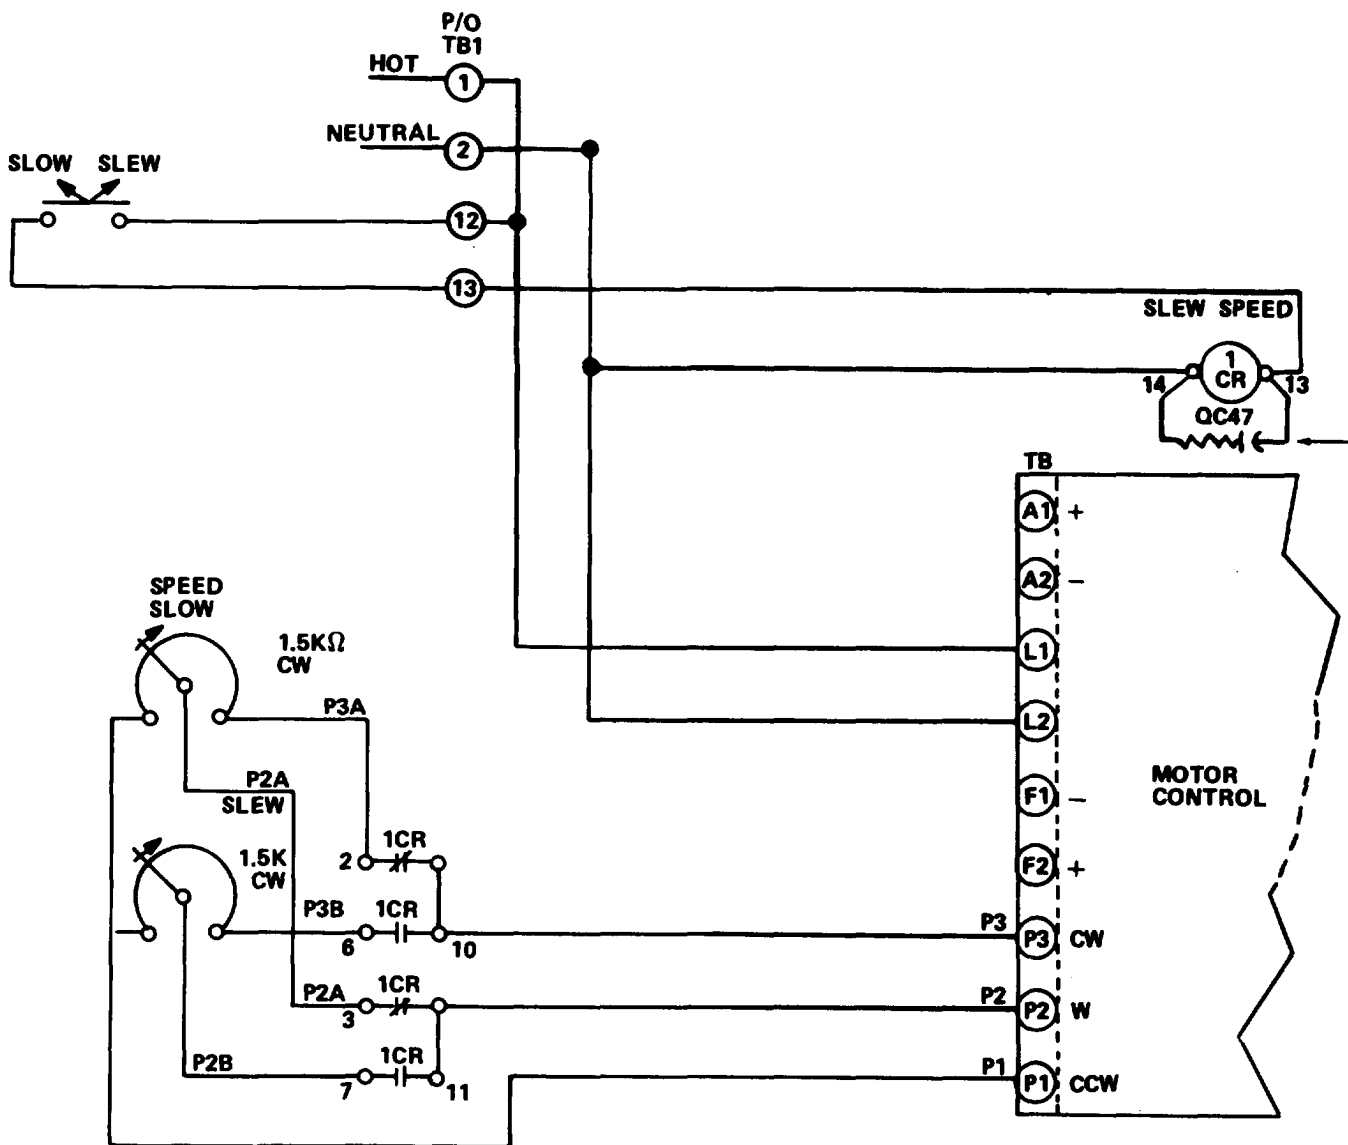 P/O
TB1
HOT
1
NEUTRAL
2
SLOW SLEW
12
13
SLEW SPEED
1
CR
14
13
QC47
TB
A1 +
A2 −
SPEED
SLOW
1.5KΩ
CW
L1
P3A
L2
MOTOR
CONTROL
P2A
SLEW
F1 −
1CR
2
1.5K
CW
F2 +
P3B
1CR
6
10
P3
P3 CW
P2A
1CR
3
P2
P2 W
P2B
1CR
7
11
P1
P1 CCW